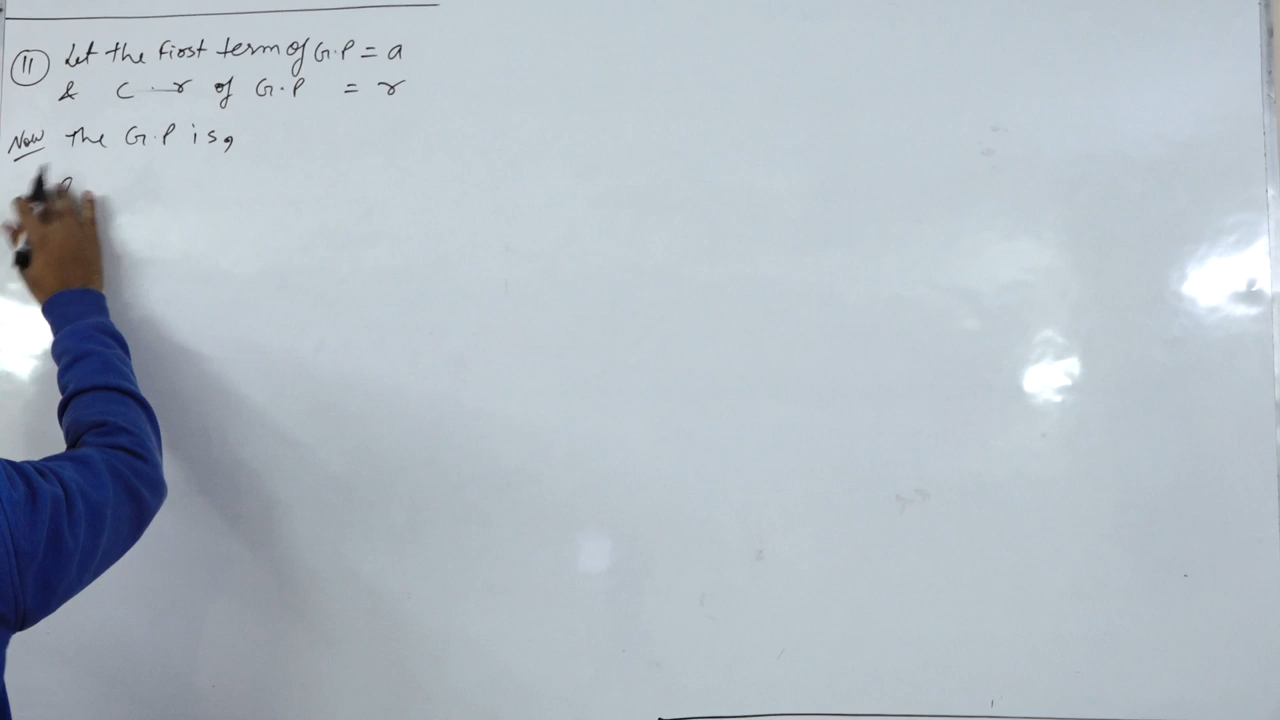 (11) Let the first term of G.P = a
& C.r of G.P = r
Now the G.P is,